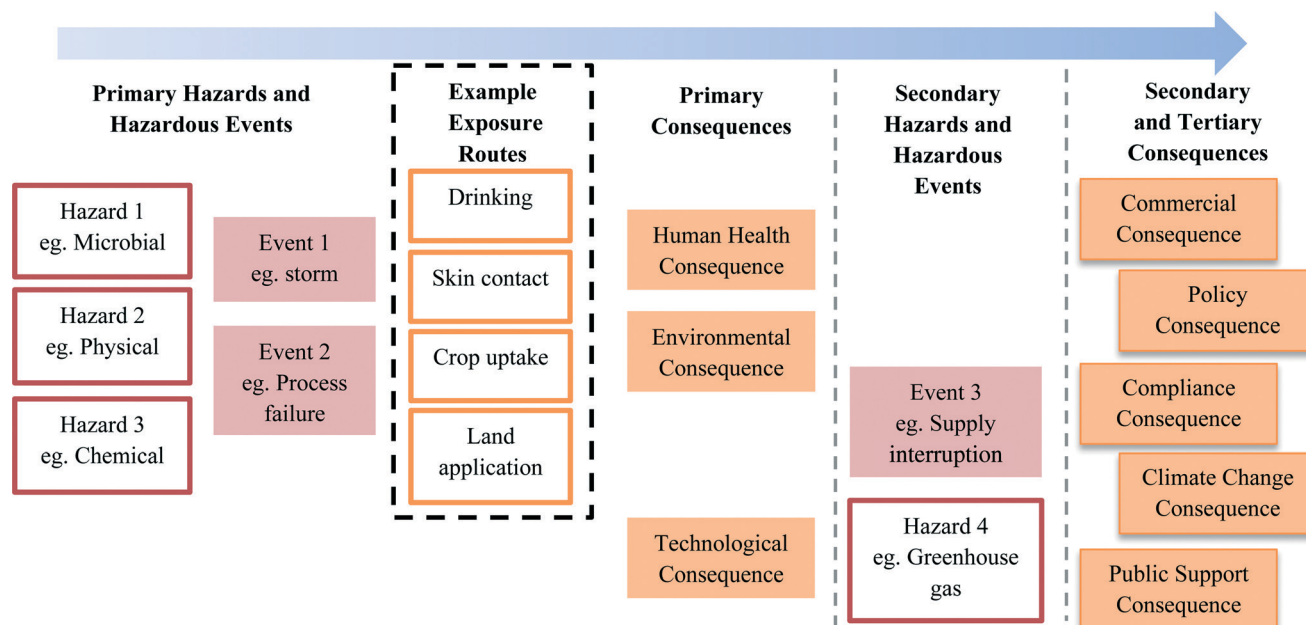 Primary Hazards and
Hazardous Events
Hazard 1
eg. Microbial
Hazard 2
eg. Physical
Hazard 3
eg. Chemical
Event 1
eg. storm
Event 2
eg. Process
failure
Example
Exposure
Routes
Drinking
Skin contact
Crop uptake
Land
application
Primary
Consequences
Human Health
Consequence
Environmental
Consequence
Technological
Consequence
Secondary
Hazards and
Hazardous
Events
Event 3
eg. Supply
interruption
Hazard 4
eg. Greenhouse
gas
Secondary
and Tertiary
Consequences
Commercial
Consequence
Policy
Consequence
Compliance
Consequence
Climate Change
Consequence
Public Support
Consequence